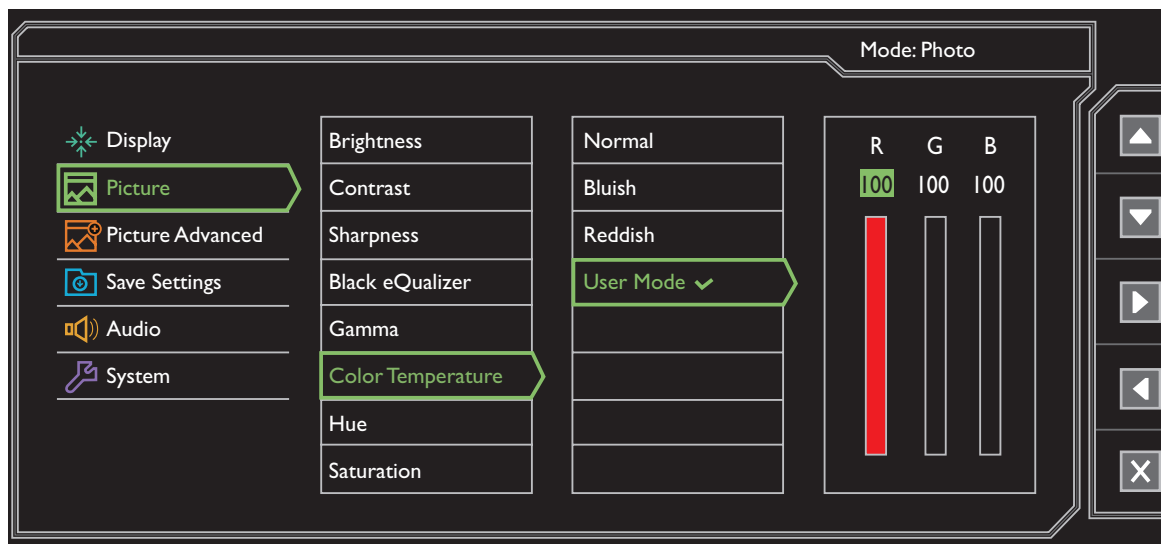 Mode: Photo
Display
Picture
Picture Advanced
Save Settings
Audio
System
Brightness
Contrast
Sharpness
Black eQualizer
Gamma
Color Temperature
Hue
Saturation
Normal
Bluish
Reddish
User Mode
R G B
100 100 100
X